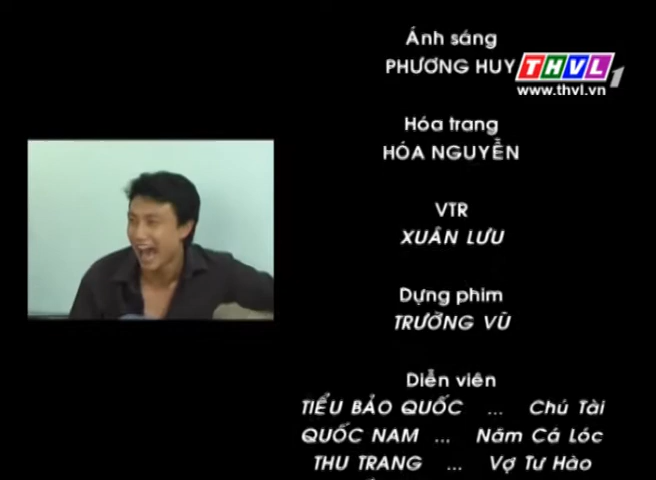 Ánh sáng
PHƯƠNG HUY
THVL1
www.thvl.vn
Hóa trang
HÓA NGUYỄN
VTR
XUÂN LƯU
Dựng phim
TRƯỜNG VŨ
Diễn viên
TIỂU BẢO QUỐC ... Chú Tài
QUỐC NAM ... Năm Cá Lóc
THU TRANG ... Vợ Tư Hào